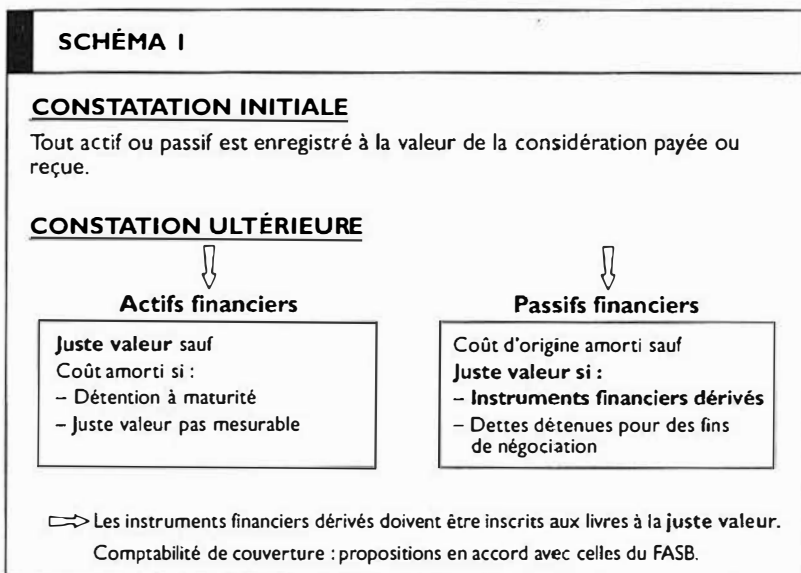 SCHÉMA I
CONSTATATION INITIALE
Tout actif ou passif est enregistré à la valeur de la considération payée ou
reçue.
CONSTATION ULTÉRIEURE
Actifs financiers
Juste valeur sauf
Coût amorti si :
– Détention à maturité
– Juste valeur pas mesurable
Passifs financiers
Coût d'origine amorti sauf
Juste valeur si :
– Instruments financiers dérivés
– Dettes détenues pour des fins
de négociation
Les instruments financiers dérivés doivent être inscrits aux livres à la juste valeur.
Comptabilité de couverture : propositions en accord avec celles du FASB.